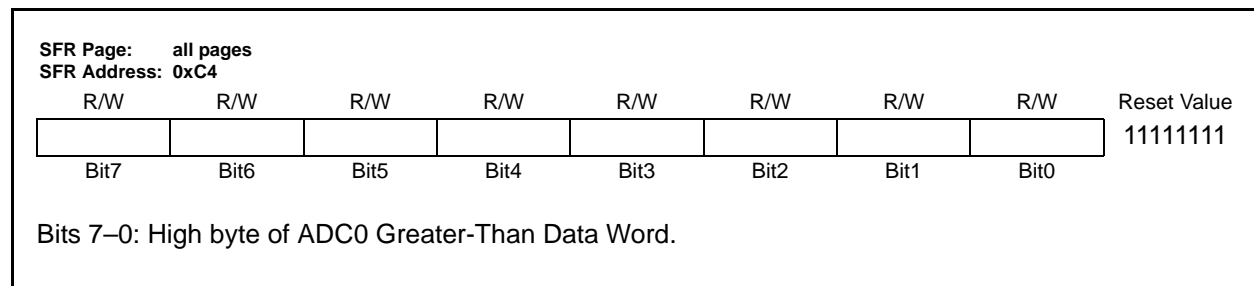 SFR Page: all pages
SFR Address: 0xC4
R/W R/W R/W R/W R/W R/W R/W R/W Reset Value
11111111
Bit7 Bit6 Bit5 Bit4 Bit3 Bit2 Bit1 Bit0
Bits 7–0: High byte of ADC0 Greater-Than Data Word.